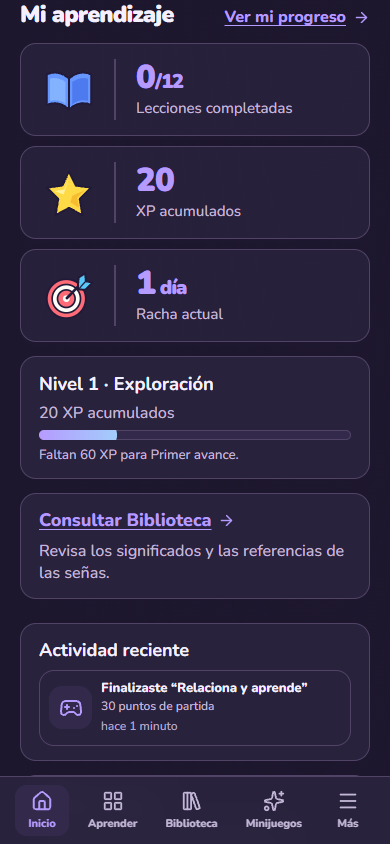 Mi aprendizaje
Ver mi progreso →
0/12
Lecciones completadas
20
XP acumulados
1 día
Racha actual
Nivel 1 · Exploración
20 XP acumulados
Faltan 60 XP para Primer avance.
Consultar Biblioteca →
Revisa los significados y las referencias de
las señas.
Actividad reciente
Finalizaste “Relaciona y aprende”
30 puntos de partida
hace 1 minuto
Inicio
Aprender
Biblioteca
Minijuegos
Más